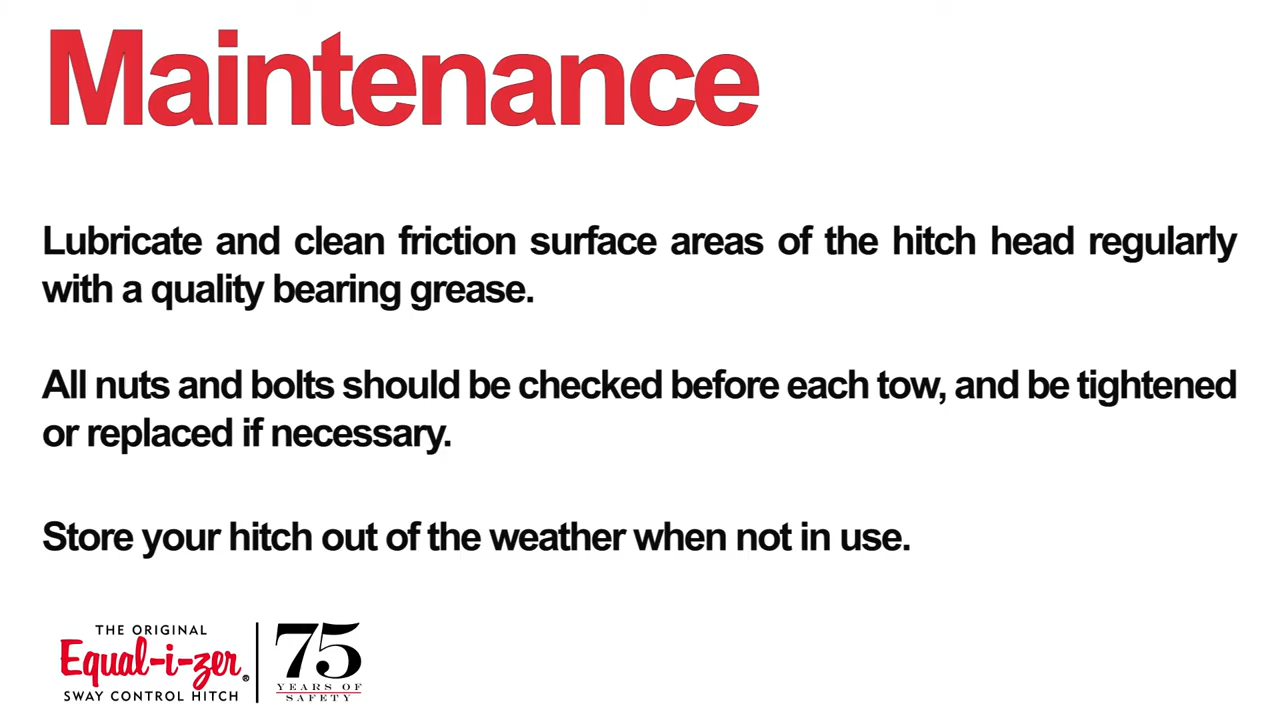 Maintenance
Lubricate and clean friction surface areas of the hitch head regularly
with a quality bearing grease.
All nuts and bolts should be checked before each tow, and be tightened
or replaced if necessary.
Store your hitch out of the weather when not in use.
THE ORIGINAL
Equal-i-zer®
SWAY CONTROL HITCH
75
YEARS OF
SAFETY